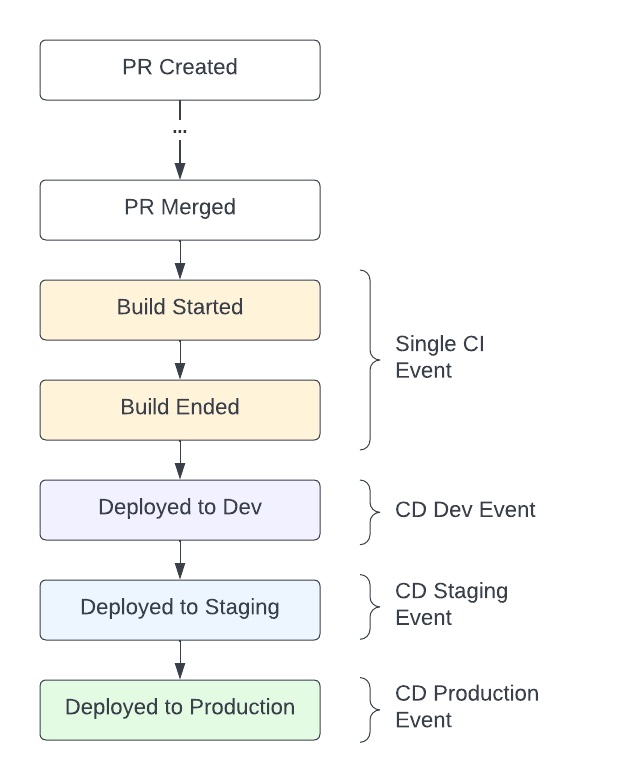 PR Created
...
PR Merged
Build Started
Single CI
Event
Build Ended
Deployed to Dev
CD Dev Event
Deployed to Staging
CD Staging
Event
Deployed to Production
CD Production
Event